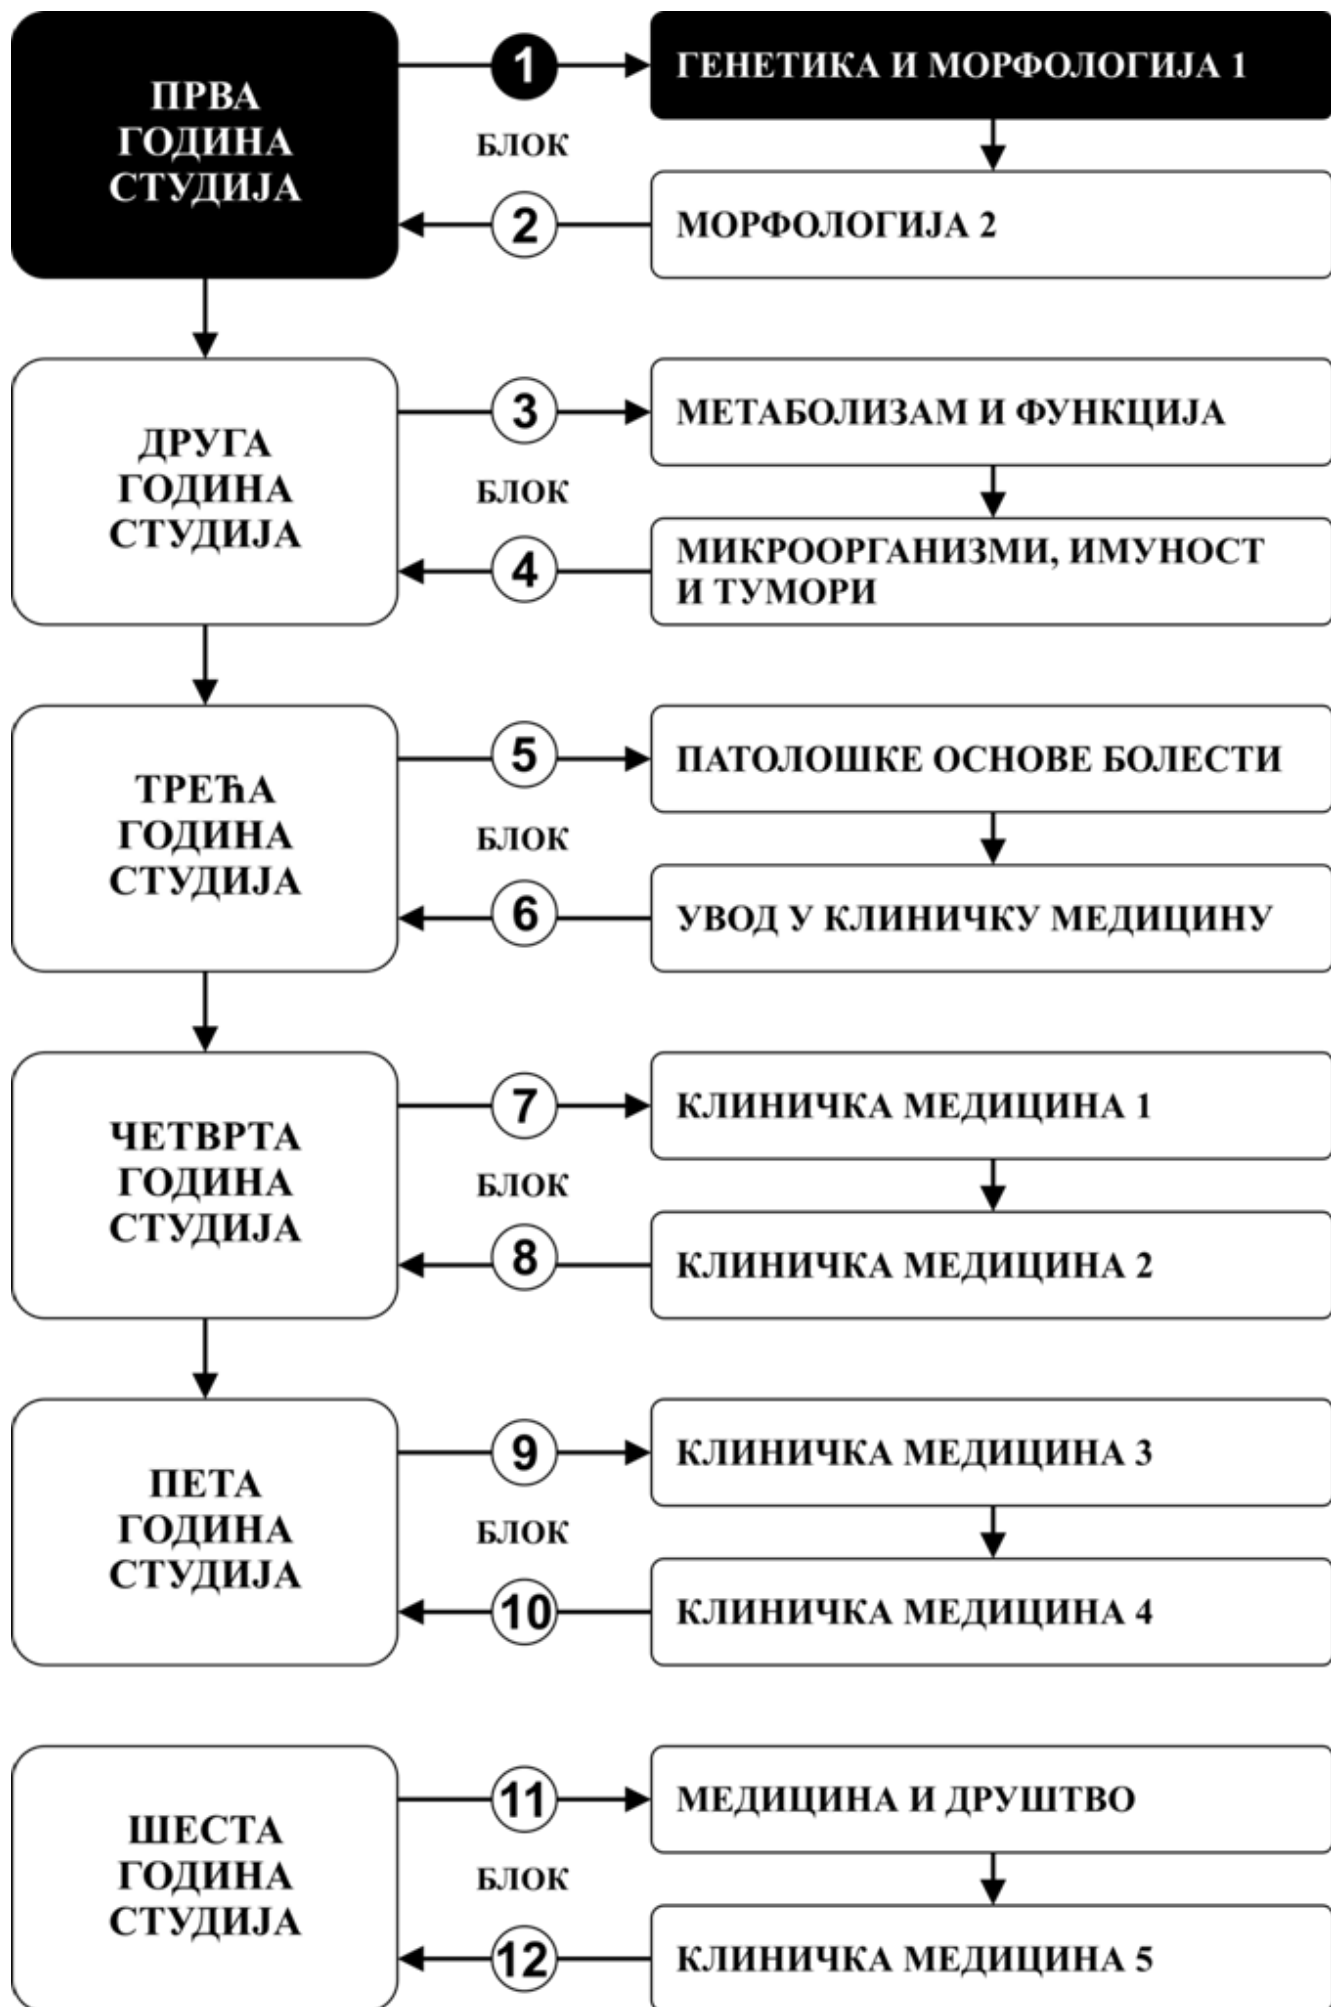 ПРВА
ГОДИНА
СТУДИЈА
1
БЛОК
2
ГЕНЕТИКА И МОРФОЛОГИЈА 1
МОРФОЛОГИЈА 2
ДРУГА
ГОДИНА
СТУДИЈА
3
БЛОК
4
МЕТАБОЛИЗАМ И ФУНКЦИЈА
МИКРООРГАНИЗМИ, ИМУНОСТ
И ТУМОРИ
ТРЕЋА
ГОДИНА
СТУДИЈА
5
БЛОК
6
ПАТОЛОШКЕ ОСНОВЕ БОЛЕСТИ
УВОД У КЛИНИЧКУ МЕДИЦИНУ
ЧЕТВРТА
ГОДИНА
СТУДИЈА
7
БЛОК
8
КЛИНИЧКА МЕДИЦИНА 1
КЛИНИЧКА МЕДИЦИНА 2
ПЕТА
ГОДИНА
СТУДИЈА
9
БЛОК
10
КЛИНИЧКА МЕДИЦИНА 3
КЛИНИЧКА МЕДИЦИНА 4
ШЕСТА
ГОДИНА
СТУДИЈА
11
БЛОК
12
МЕДИЦИНА И ДРУШТВО
КЛИНИЧКА МЕДИЦИНА 5